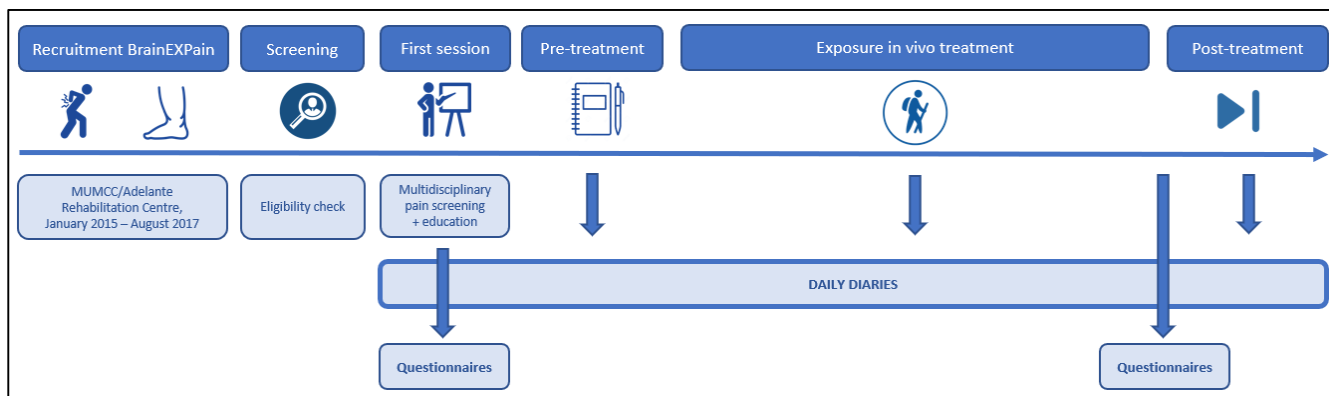 Recruitment BrainEXPain
Screening
First session
Pre-treatment
Exposure in vivo treatment
Post-treatment
MUMCC/Adelante
Rehabilitation Centre,
January 2015 – August 2017
Eligibility check
Multidisciplinary
pain screening
+ education
DAILY DIARIES
Questionnaires
Questionnaires